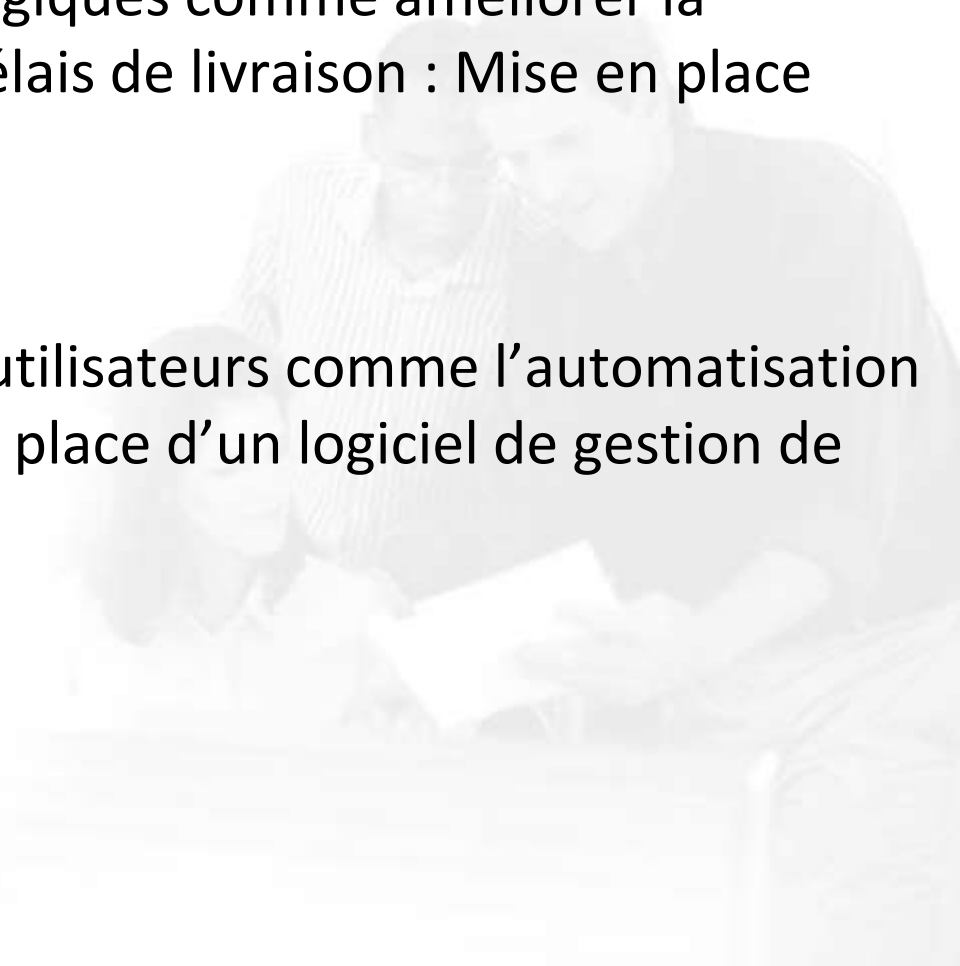 giques comme améliorer la
élais de livraison : Mise en place
utilisateurs comme l’automatisation
place d’un logiciel de gestion de